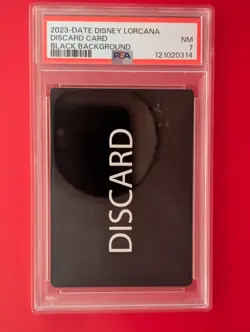 2023-DATE DISNEY LORCANA
DISCARD CARD
BLACK BACKGROUND
NM
7
PSA
121020314
DISCARD